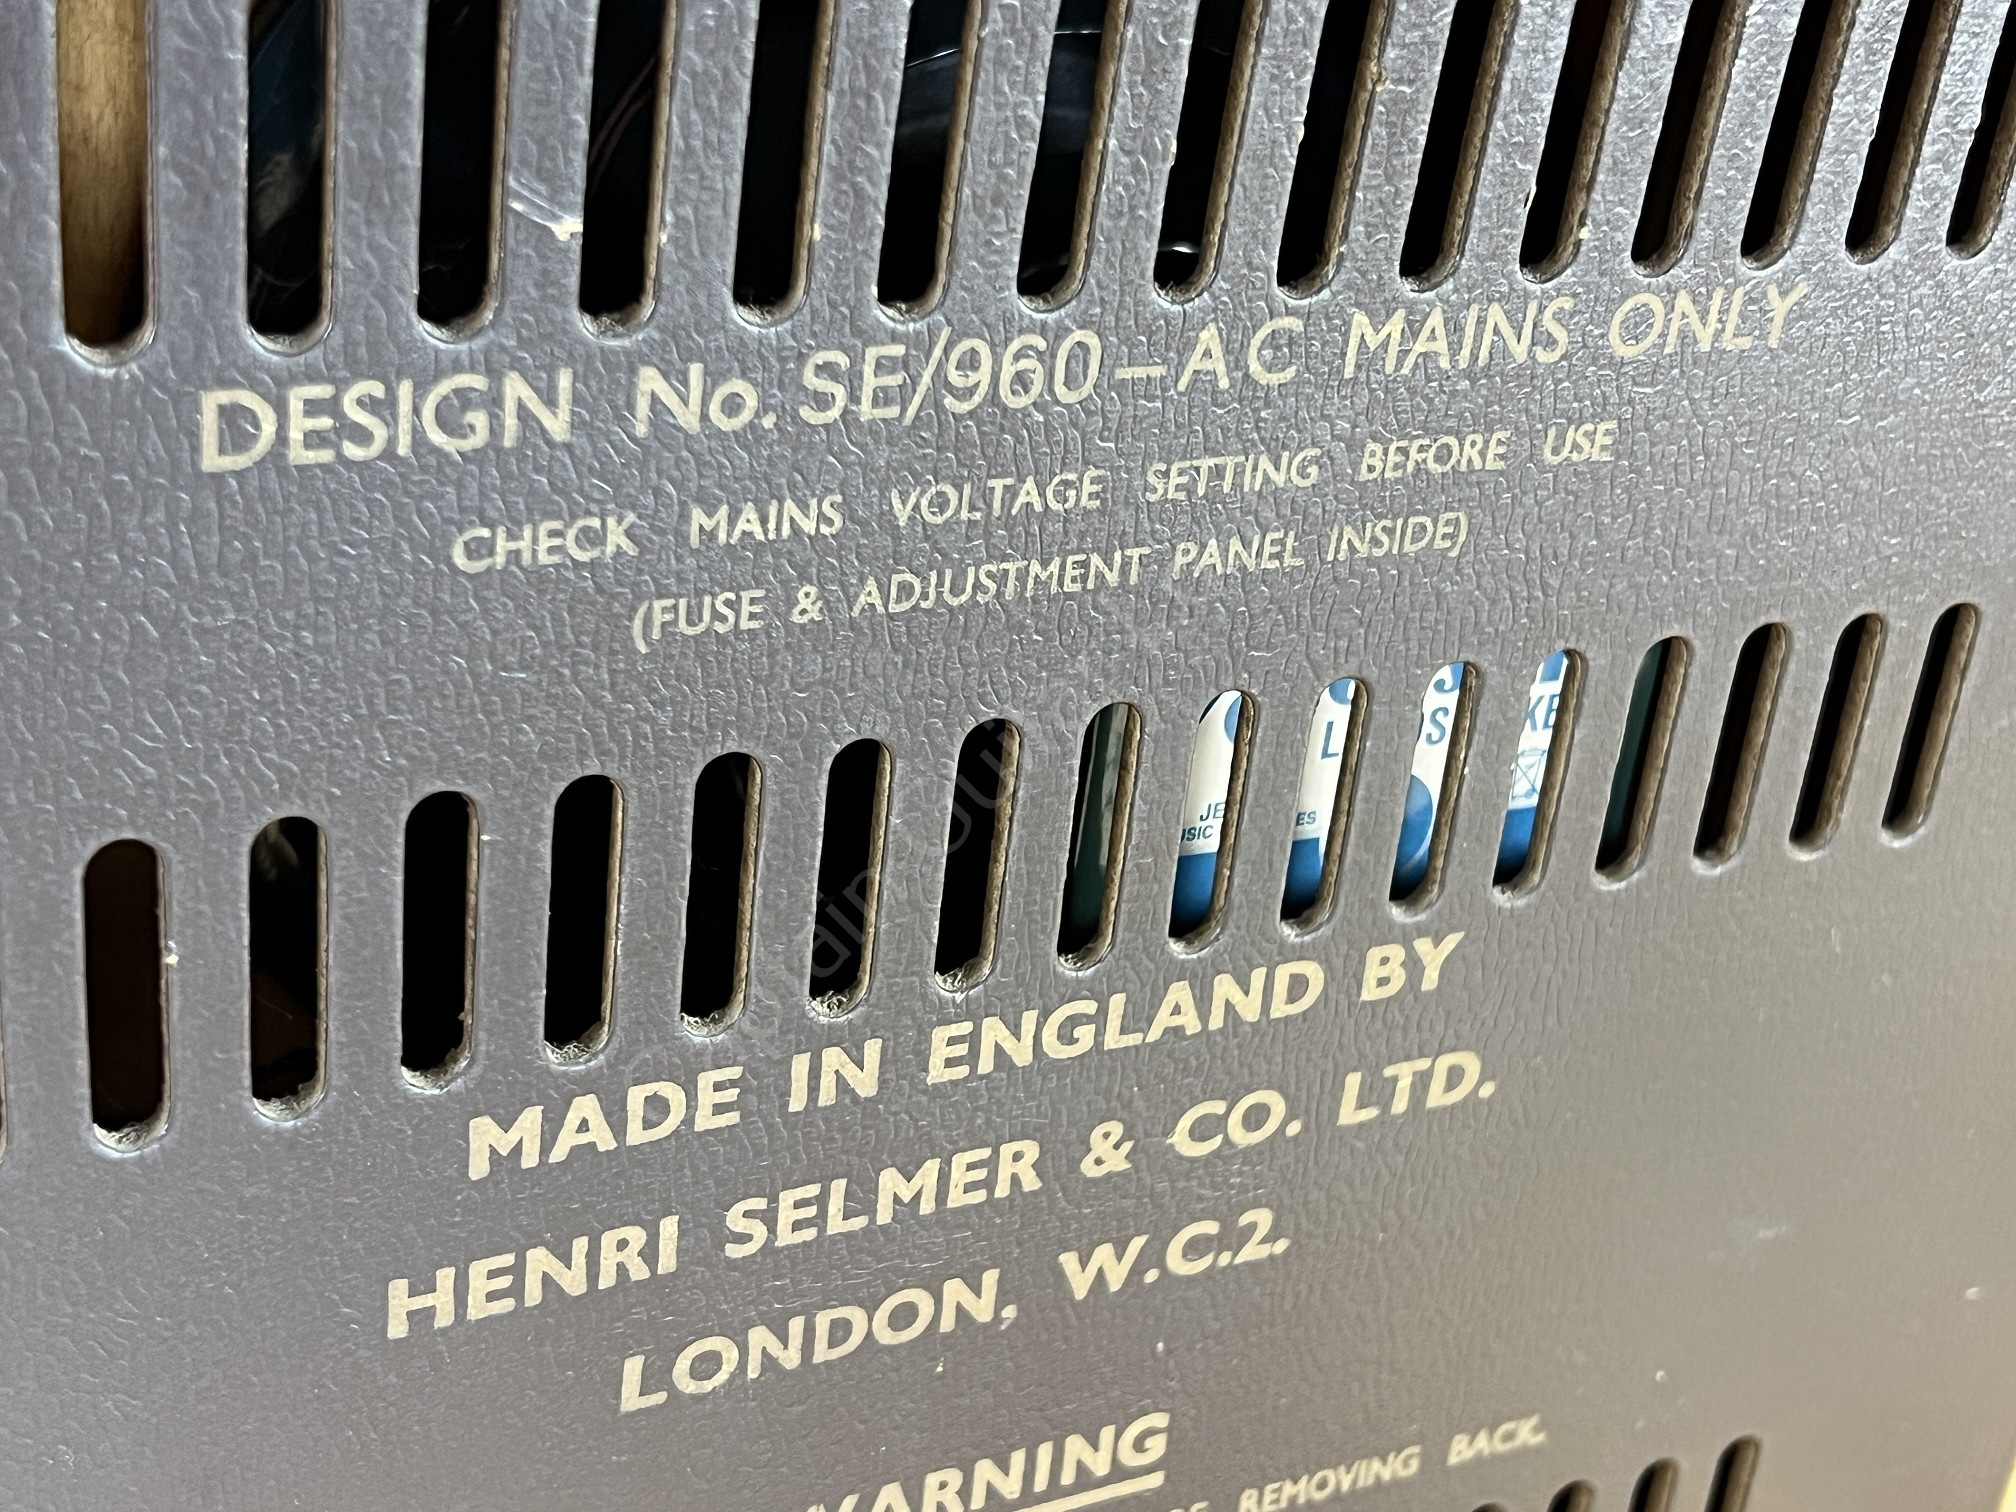 DESIGN No. SE/960-AC MAINS ONLY
CHECK MAINS VOLTAGE SETTING BEFORE USE
(FUSE & ADJUSTMENT PANEL INSIDE)
L
S
MADE IN ENGLAND BY
HENRI SELMER & CO. LTD.
LONDON, W.C.2.
WARNING
REMOVING BACK.